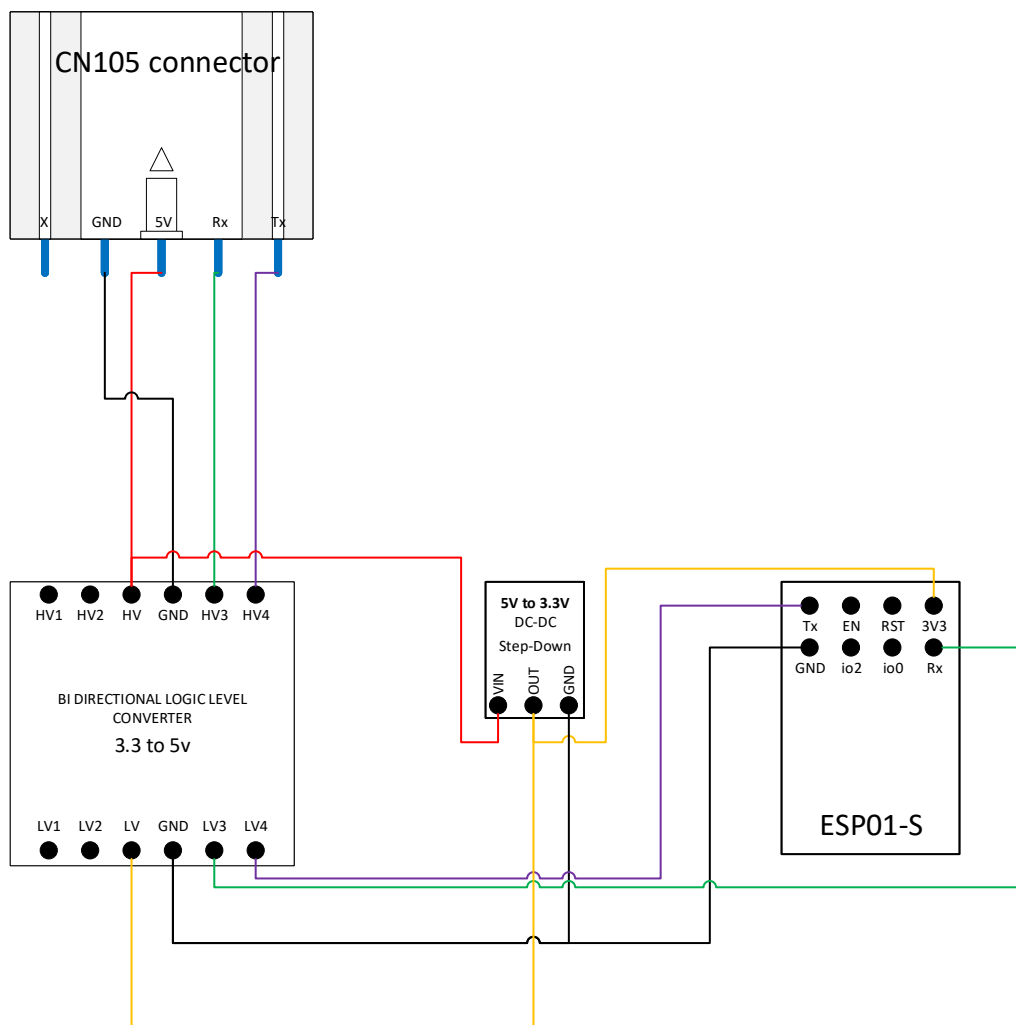 CN105 connector
X GND 5V Rx Tx
HV1 HV2 HV GND HV3 HV4
BI DIRECTIONAL LOGIC LEVEL
CONVERTER
3.3 to 5v
LV1 LV2 LV GND LV3 LV4
5V to 3.3V
DC-DC
Step-Down
VIN OUT GND
Tx EN RST 3V3
GND io2 io0 Rx
ESP01-S